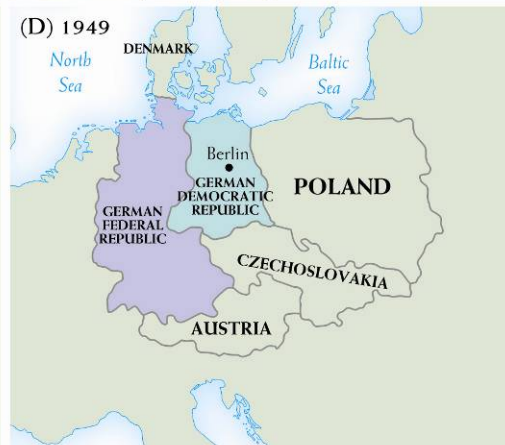 (D) 1949
DENMARK
North
Sea
Baltic
Sea
Berlin
GERMAN
DEMOCRATIC
REPUBLIC
POLAND
GERMAN
FEDERAL
REPUBLIC
CZECHOSLOVAKIA
AUSTRIA